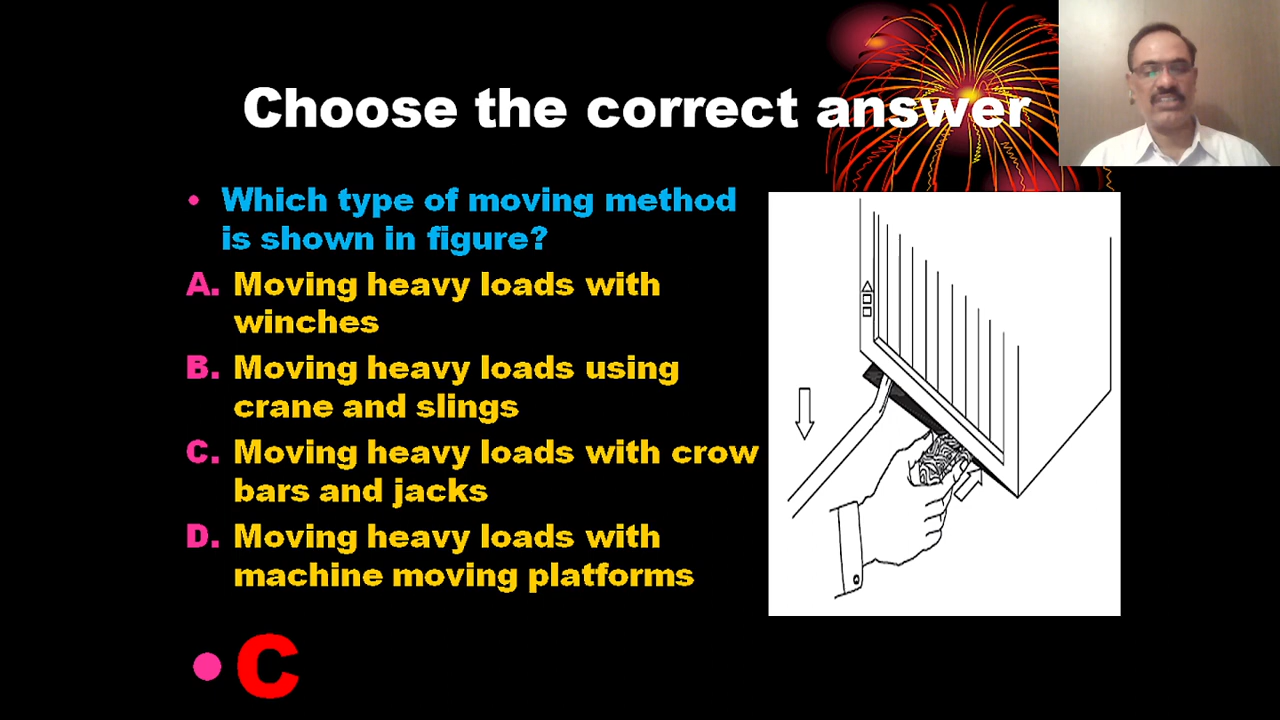 Choose the correct answer
• Which type of moving method
is shown in figure?
A. Moving heavy loads with
winches
B. Moving heavy loads using
crane and slings
C. Moving heavy loads with crow
bars and jacks
D. Moving heavy loads with
machine moving platforms
• C